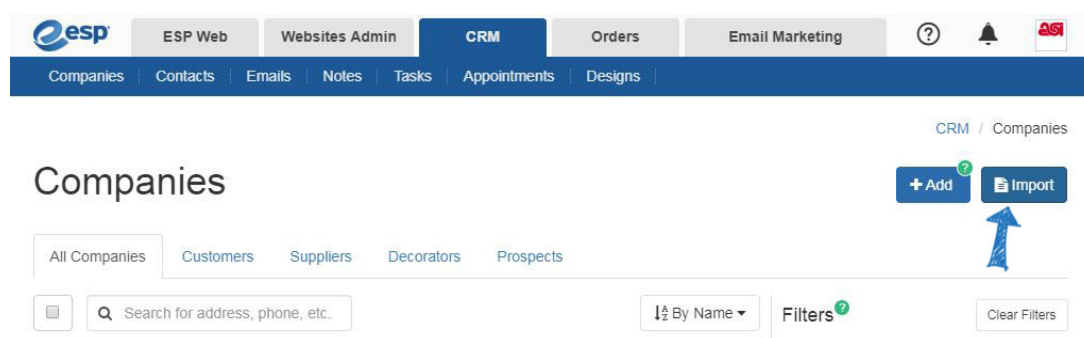 esp ESP Web Websites Admin CRM Orders Email Marketing ? asi
Companies Contacts Emails Notes Tasks Appointments Designs
CRM / Companies
Companies
+ Add ? Import
All Companies Customers Suppliers Decorators Prospects
Search for address, phone, etc. By Name Filters ? Clear Filters